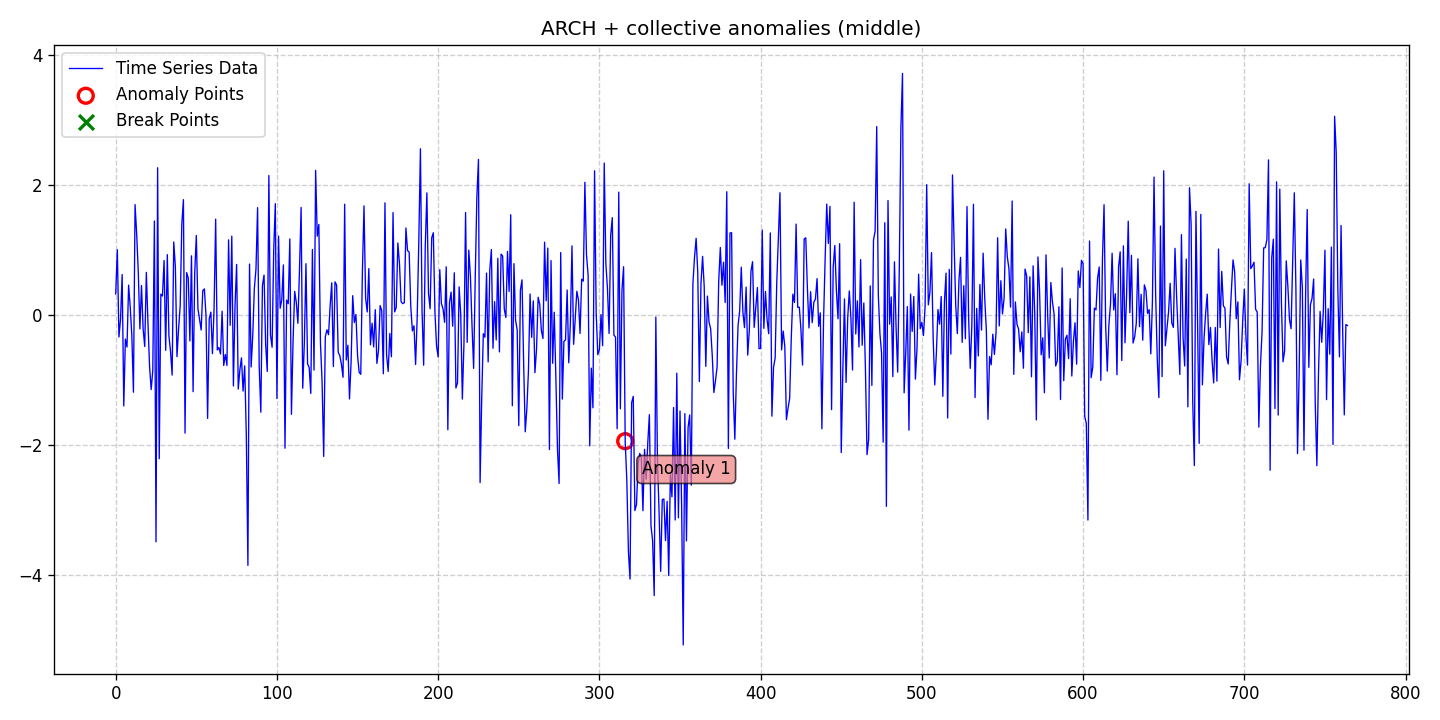 ARCH + collective anomalies (middle)
Time Series Data
Anomaly Points
Break Points
4
2
0
−2
−4
Anomaly 1
0 100 200 300 400 500 600 700 800